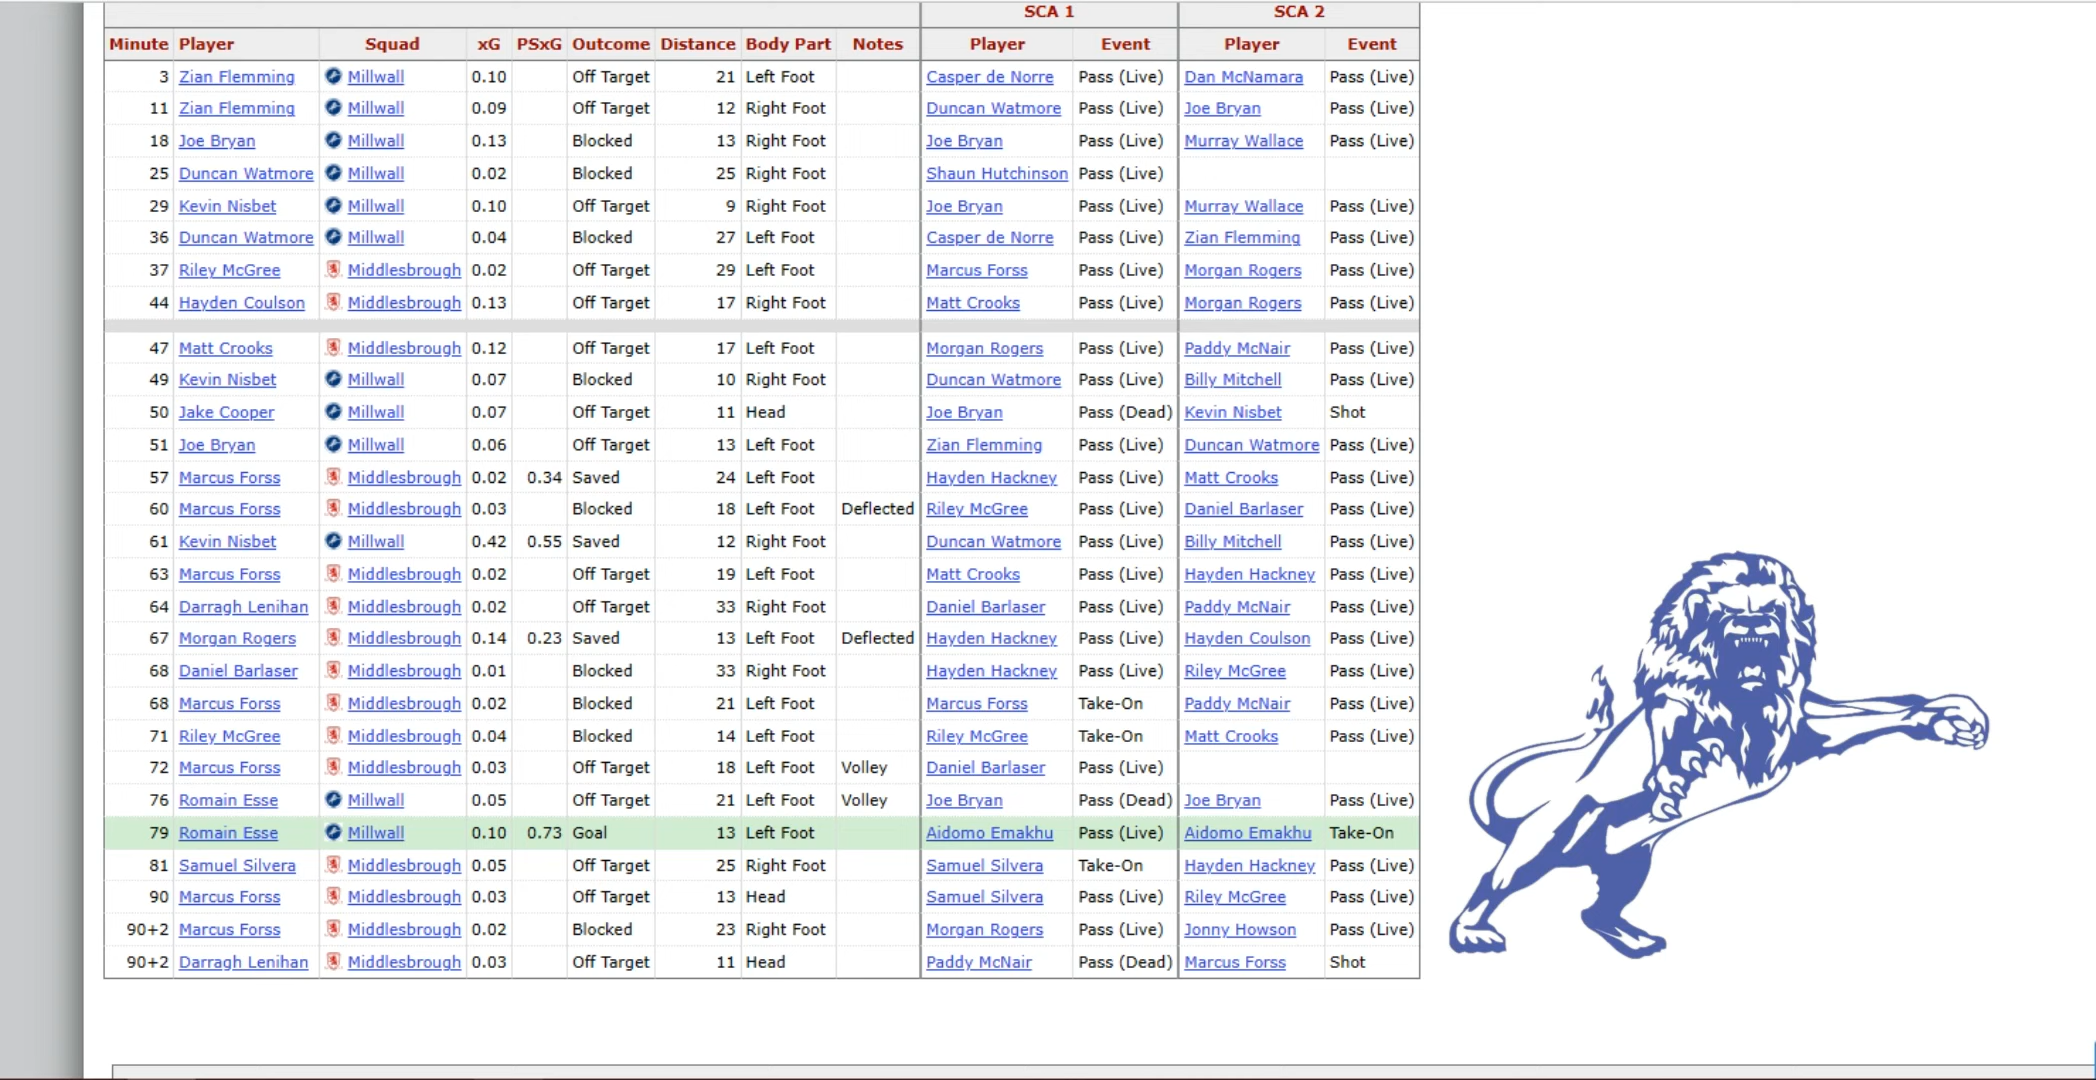 SCA 1 SCA 2
Minute Player Squad xG PSxG Outcome Distance Body Part Notes Player Event Player Event
3 Zian Flemming Millwall 0.10 Off Target 21 Left Foot Casper de Norre Pass (Live) Dan McNamara Pass (Live)
11 Zian Flemming Millwall 0.09 Off Target 12 Right Foot Duncan Watmore Pass (Live) Joe Bryan Pass (Live)
18 Joe Bryan Millwall 0.13 Blocked 13 Right Foot Joe Bryan Pass (Live) Murray Wallace Pass (Live)
25 Duncan Watmore Millwall 0.02 Blocked 25 Right Foot Shaun Hutchinson Pass (Live)
29 Kevin Nisbet Millwall 0.10 Off Target 9 Right Foot Joe Bryan Pass (Live) Murray Wallace Pass (Live)
36 Duncan Watmore Millwall 0.04 Blocked 27 Left Foot Casper de Norre Pass (Live) Zian Flemming Pass (Live)
37 Riley McGree Middlesbrough 0.02 Off Target 29 Left Foot Marcus Forss Pass (Live) Morgan Rogers Pass (Live)
44 Hayden Coulson Middlesbrough 0.13 Off Target 17 Right Foot Matt Crooks Pass (Live) Morgan Rogers Pass (Live)
47 Matt Crooks Middlesbrough 0.12 Off Target 17 Left Foot Morgan Rogers Pass (Live) Paddy McNair Pass (Live)
49 Kevin Nisbet Millwall 0.07 Blocked 10 Right Foot Duncan Watmore Pass (Live) Billy Mitchell Pass (Live)
50 Jake Cooper Millwall 0.07 Off Target 11 Head Joe Bryan Pass (Dead) Kevin Nisbet Shot
51 Joe Bryan Millwall 0.06 Off Target 13 Left Foot Zian Flemming Pass (Live) Duncan Watmore Pass (Live)
57 Marcus Forss Middlesbrough 0.02 0.34 Saved 24 Left Foot Hayden Hackney Pass (Live) Matt Crooks Pass (Live)
60 Marcus Forss Middlesbrough 0.03 Blocked 18 Left Foot Deflected Riley McGree Pass (Live) Daniel Barlaser Pass (Live)
61 Kevin Nisbet Millwall 0.42 0.55 Saved 12 Right Foot Duncan Watmore Pass (Live) Billy Mitchell Pass (Live)
63 Marcus Forss Middlesbrough 0.02 Off Target 19 Left Foot Matt Crooks Pass (Live) Hayden Hackney Pass (Live)
64 Darragh Lenihan Middlesbrough 0.02 Off Target 33 Right Foot Daniel Barlaser Pass (Live) Paddy McNair Pass (Live)
67 Morgan Rogers Middlesbrough 0.14 0.23 Saved 13 Left Foot Deflected Hayden Hackney Pass (Live) Hayden Coulson Pass (Live)
68 Daniel Barlaser Middlesbrough 0.01 Blocked 33 Right Foot Hayden Hackney Pass (Live) Riley McGree Pass (Live)
68 Marcus Forss Middlesbrough 0.02 Blocked 21 Left Foot Marcus Forss Take-On Paddy McNair Pass (Live)
71 Riley McGree Middlesbrough 0.04 Blocked 14 Left Foot Riley McGree Take-On Matt Crooks Pass (Live)
72 Marcus Forss Middlesbrough 0.03 Off Target 18 Left Foot Volley Daniel Barlaser Pass (Live)
76 Romain Esse Millwall 0.05 Off Target 21 Left Foot Volley Joe Bryan Pass (Dead) Joe Bryan Pass (Live)
79 Romain Esse Millwall 0.10 0.73 Goal 13 Left Foot Aidomo Emakhu Pass (Live) Aidomo Emakhu Take-On
81 Samuel Silvera Middlesbrough 0.05 Off Target 25 Right Foot Samuel Silvera Take-On Hayden Hackney Pass (Live)
90 Marcus Forss Middlesbrough 0.03 Off Target 13 Head Samuel Silvera Pass (Live) Riley McGree Pass (Live)
90+2 Marcus Forss Middlesbrough 0.02 Blocked 23 Right Foot Morgan Rogers Pass (Live) Jonny Howson Pass (Live)
90+2 Darragh Lenihan Middlesbrough 0.03 Off Target 11 Head Paddy McNair Pass (Dead) Marcus Forss Shot